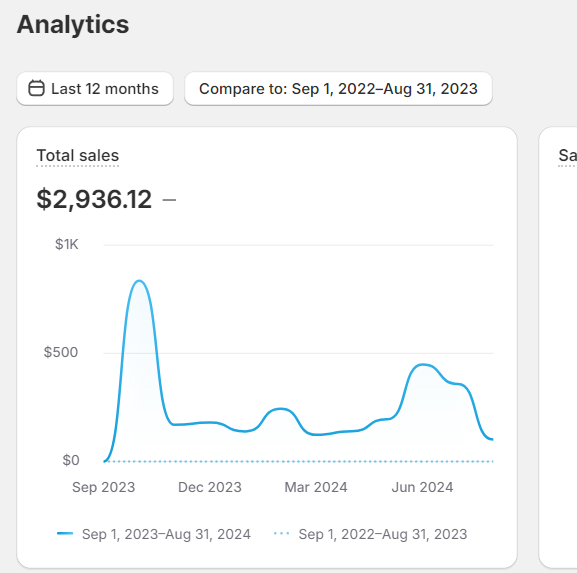 Analytics
Last 12 months
Compare to: Sep 1, 2022–Aug 31, 2023
Total sales
$2,936.12 —
$1K
$500
$0
Sep 2023 Dec 2023 Mar 2024 Jun 2024
Sep 1, 2023–Aug 31, 2024 Sep 1, 2022–Aug 31, 2023